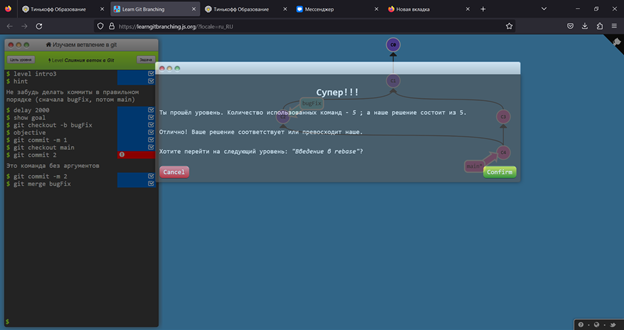 Тинькофф Образование
Learn Git Branching
Тинькофф Образование
Мессенджер
Новая вкладка
https://learngitbranching.js.org/?locale=ru_RU
Изучаем ветвление в git
Level Слияние веток в Git
$ level intro3
$ hint
Не забудь делать коммиты в правильном
порядке (сначала bugFix, потом main)
$ delay 2000
$ show goal
$ git checkout -b bugFix
$ objective
$ git commit -m 1
$ git checkout main
$ git commit 2
Это команда без аргументов
$ git commit -m 2
$ git merge bugFix
$
C0
Супер!!!
bugFix
Ты прошёл уровень. Количество использованных команд - 5 ; а наше решение состоит из 5.
Отлично! Ваше решение соответствует или превосходит наше.
Хотите перейти на следующий уровень: "Введение в rebase"?
Cancel
Confirm